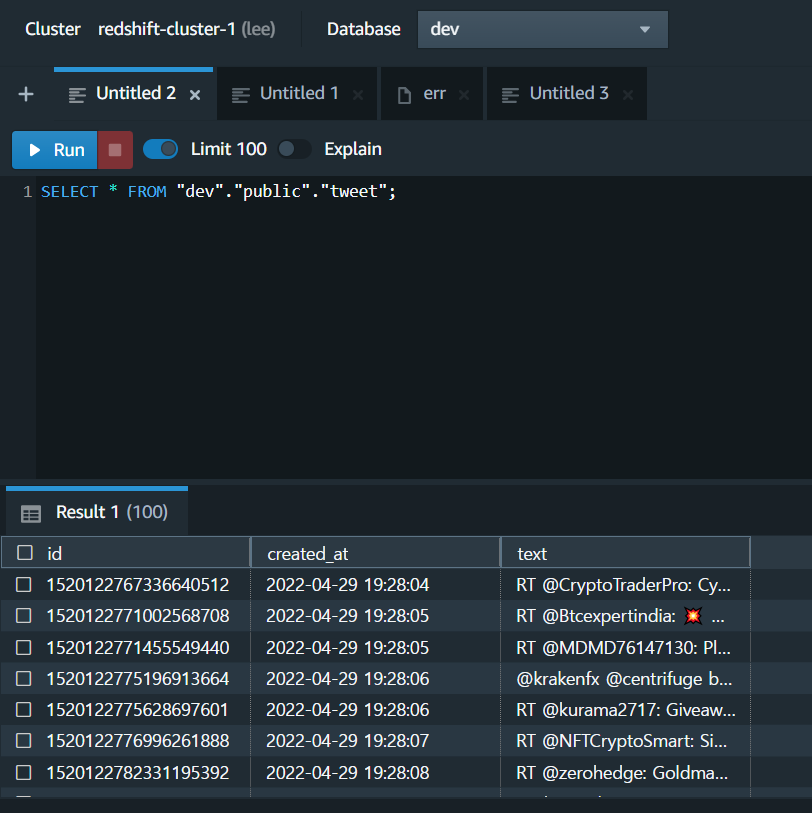 Cluster redshift-cluster-1 (lee) Database dev
Untitled 2 Untitled 1 err Untitled 3
Run Limit 100 Explain
1 SELECT * FROM "dev"."public"."tweet";
Result 1 (100)
id created_at text
1520122767336640512 2022-04-29 19:28:04 RT @CryptoTraderPro: Cy...
1520122771002568708 2022-04-29 19:28:05 RT @Btcexpertindia: 💥 ...
1520122771455549440 2022-04-29 19:28:05 RT @MDMD76147130: Pl...
1520122775196913664 2022-04-29 19:28:06 @krakenfx @centrifuge b...
1520122775628697601 2022-04-29 19:28:06 RT @kurama2717: Giveaw...
1520122776996261888 2022-04-29 19:28:07 RT @NFTCryptoSmart: Si...
1520122782331195392 2022-04-29 19:28:08 RT @zerohedge: Goldma...